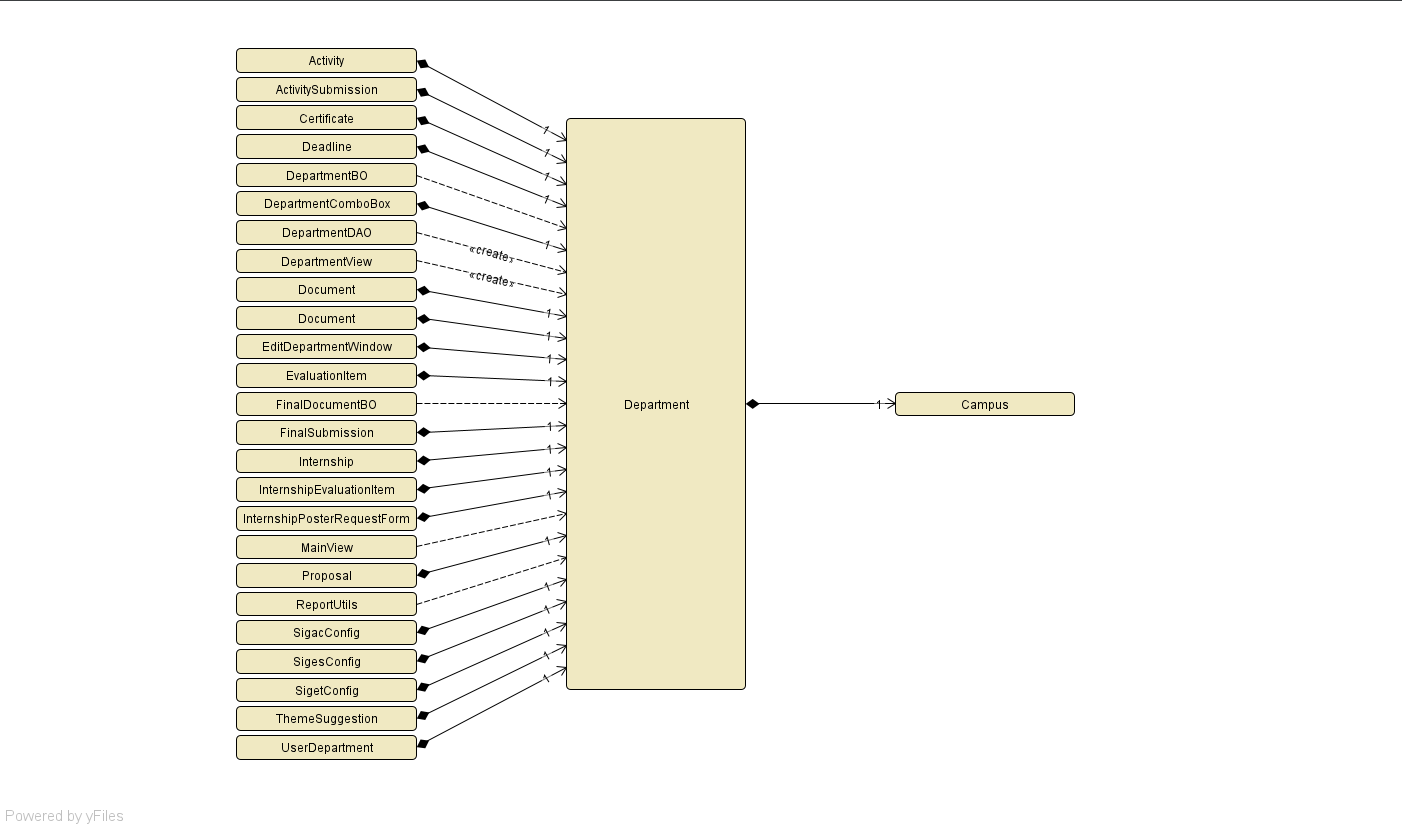 Activity
1
ActivitySubmission
1
Certificate
1
Deadline
1
DepartmentBO
DepartmentComboBox
1
DepartmentDAO
«create»
DepartmentView
«create»
Document
1
Document
1
EditDepartmentWindow
1
EvaluationItem
1
FinalDocumentBO
FinalSubmission
1
Internship
1
InternshipEvaluationItem
1
InternshipPosterRequestForm
1
MainView
Proposal
1
ReportUtils
SigacConfig
1
SigesConfig
1
SigetConfig
1
ThemeSuggestion
1
UserDepartment
1
Department
1
Campus
Powered by yFiles